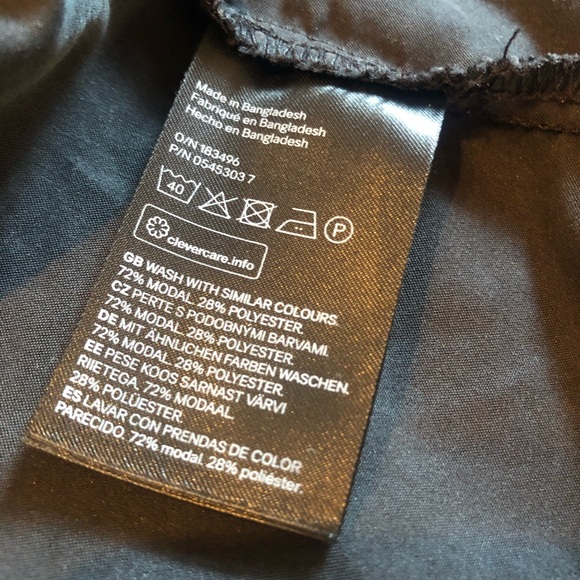 Made in Bangladesh
Fabriqué en Bangladesh
Hecho en Bangladesh
O/N 183496
P/N 0545303 7
40
P
clevercare.info
GB WASH WITH SIMILAR COLOURS.
72% MODAL 28% POLYESTER.
CZ PERTE S PODOBNÝMI BARVAMI.
72% MODAL. 28% POLYESTER.
DE MIT ÄHNLICHEN FARBEN WASCHEN.
72% MODAL. 28% POLYESTER.
EE PESE KOOS SARNAST VÄRVI
RIIETEGA. 72% MODAAL
28% POLÜESTER.
ES LAVAR CON PRENDAS DE COLOR
PARECIDO. 72% modal. 28% poliéster.